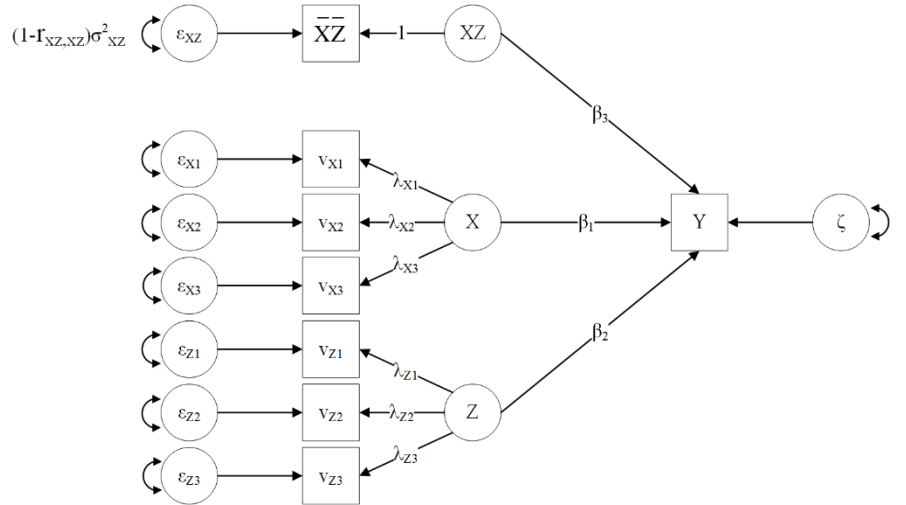 (1-r_XZ,XZ)σ²_XZ ε_XZ X̅Z̅ 1 XZ
β₃
ε_X1 v_X1 λ_X1
ε_X2 v_X2 λ_X2 X β₁ Y ζ
ε_X3 v_X3 λ_X3
ε_Z1 v_Z1 λ_Z1
β₂
ε_Z2 v_Z2 λ_Z2 Z
ε_Z3 v_Z3 λ_Z3